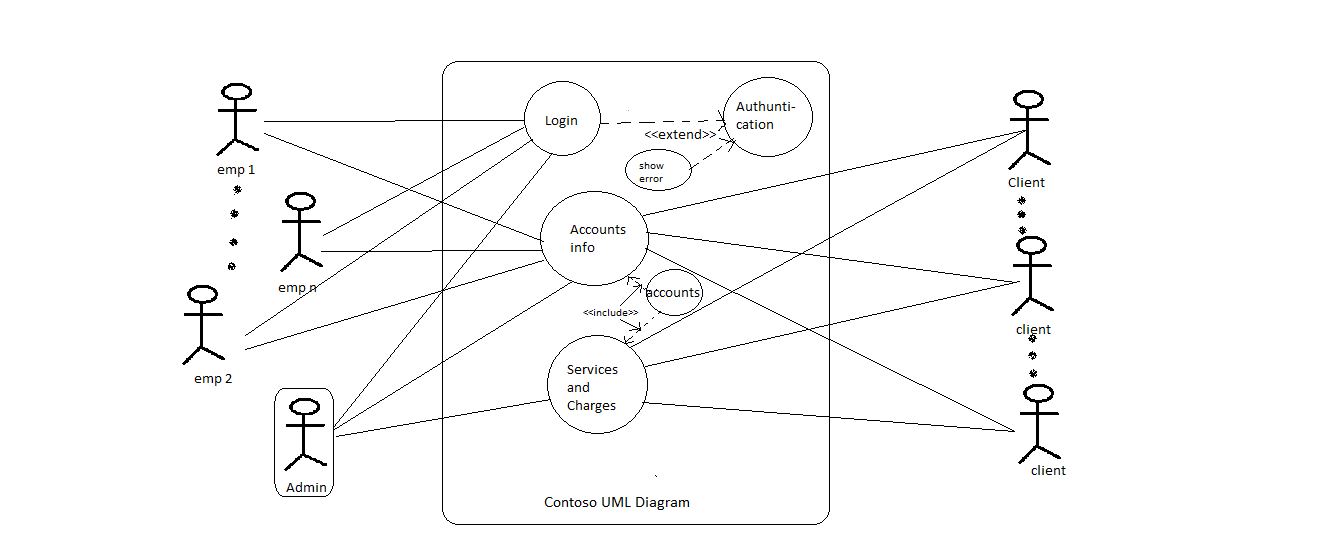 Login
Authunti-
cation
<<extend>>
show
error
emp 1
Client
Accounts
info
emp n
accounts
<<include>>
client
Services
and
Charges
emp 2
client
Admin
Contoso UML Diagram